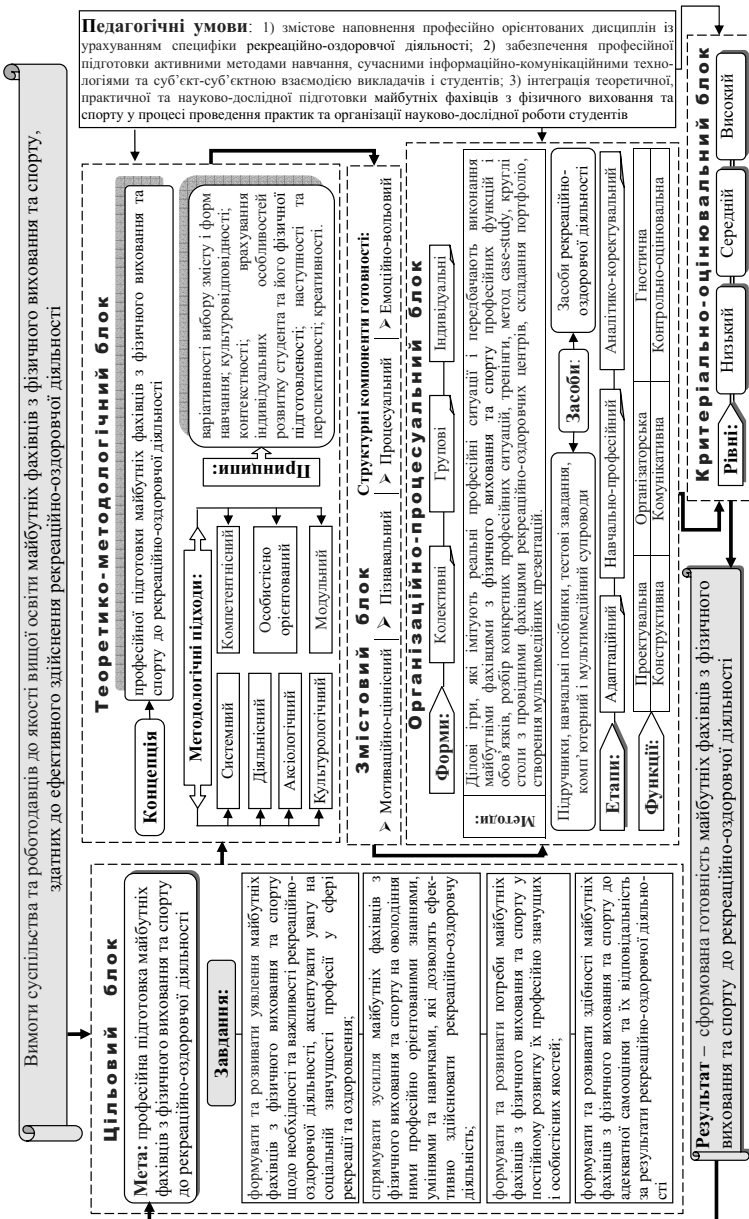 Вимоги суспільства та роботодавців до якості вищої освіти майбутніх фахівців з фізичного виховання та спорту,
здатних до ефективного здійснення рекреаційно-оздоровчої діяльності
Цільовий блок
Мета: професійна підготовка майбутніх
фахівців з фізичного виховання та спорту
до рекреаційно-оздоровчої діяльності
Завдання:
формувати та розвивати уявлення майбутніх
фахівців з фізичного виховання та спорту
щодо необхідності та важливості рекреаційно-
оздоровчої діяльності, акцентувати увагу на
соціальній значущості професії у сфері
рекреації та оздоровлення;
спрямувати зусилля майбутніх фахівців з
фізичного виховання та спорту на оволодіння
ними професійно орієнтованими знаннями,
уміннями та навичками, які дозволять ефек-
тивно здійснювати рекреаційно-оздоровчу
діяльність;
формувати та розвивати потреби майбутніх
фахівців з фізичного виховання та спорту у
постійному розвитку їх професійно значущих
і особистісних якостей;
формувати та розвивати здібності майбутніх
фахівців з фізичного виховання та спорту до
адекватної самооцінки та їх відповідальність
за результати рекреаційно-оздоровчої діяльно-
сті
Теоретико-методологічний блок
Концепція
професійної підготовки майбутніх фахівців з фізичного виховання та
спорту до рекреаційно-оздоровчої діяльності
Методологічні підходи:
Системний
Компетентнісний
Діяльнісний
Особистісно
орієнтований
Аксіологічний
Культурологічний
Модульний
Принципи:
варіативності вибору змісту і форм
навчання; культуровідповідності;
контекстності; врахування
індивідуальних особливостей
розвитку студента та його фізичної
підготовленості; наступності та
перспективності; креативності.
Змістовий блок
Структурні компоненти готовності:
➢ Мотиваційно-ціннісний ➢ Пізнавальний ➢ Процесуальний ➢ Емоційно-вольовий
Організаційно-процесуальний блок
Форми:
Колективні
Групові
Індивідуальні
Методи:
Ділові ігри, які імітують реальні професійні ситуації і передбачають виконання
майбутніми фахівцями з фізичного виховання та спорту професійних функцій і
обов᾽язків, розбір конкретних професійних ситуацій, тренінги, метод case-study, круглі
столи з провідними фахівцями рекреаційно-оздоровчих центрів, складання портфоліо,
створення мультимедійних презентацій.
Підручники, навчальні посібники, тестові завдання,
комп᾽ютерний і мультимедійний супроводи
Засоби:
Засоби рекреаційно-
оздоровчої діяльності
Етапи:
Адаптаційний
Навчально-професійний
Аналітико-коректувальний
Функції:
Проектувальна
Організаторська
Гностична
Конструктивна
Комунікативна
Контрольно-оцінювальна
Педагогічні умови: 1) змістове наповнення професійно орієнтованих дисциплін із
урахуванням специфіки рекреаційно-оздоровчої діяльності; 2) забезпечення професійної
підготовки активними методами навчання, сучасними інформаційно-комунікаційними техно-
логіями та суб’єкт-суб’єктною взаємодією викладачів і студентів; 3) інтеграція теоретичної,
практичної та науково-дослідної підготовки майбутніх фахівців з фізичного виховання та
спорту у процесі проведення практик та організації науково-дослідної роботи студентів
Критеріально-оцінювальний блок
Рівні:
Низький
Середній
Високий
Результат – сформована готовність майбутніх фахівців з фізичного
виховання та спорту до рекреаційно-оздоровчої діяльності